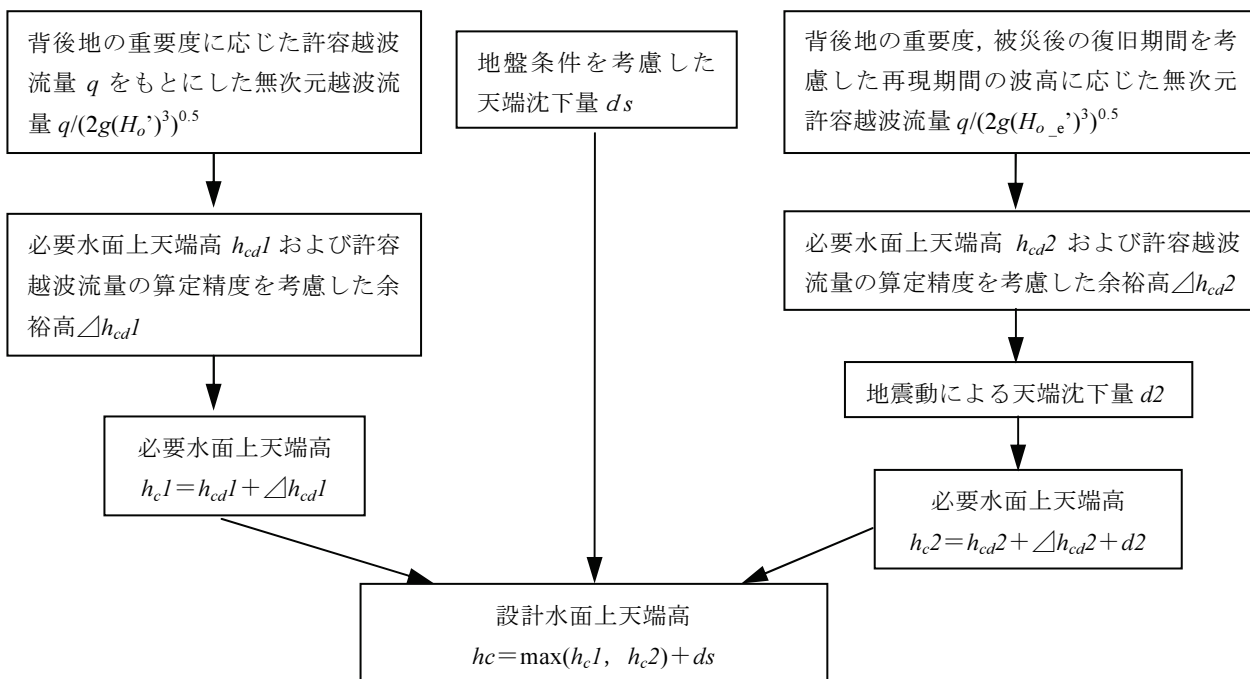 背後地の重要度に応じた許容越波
流量 q をもとにした無次元越波流
量 q/(2g(Ho’)3)0.5
地盤条件を考慮した
天端沈下量 ds
背後地の重要度，被災後の復旧期間を考
慮した再現期間の波高に応じた無次元
許容越波流量 q/(2g(Ho_e’)3)0.5
必要水面上天端高 hcd1 および許容
越波流量の算定精度を考慮した余
裕高⊿hcd1
必要水面上天端高 hcd2 および許容越波
流量の算定精度を考慮した余裕高⊿hcd2
地震動による天端沈下量 d2
必要水面上天端高
hc1＝hcd1＋⊿hcd1
必要水面上天端高
hc2＝hcd2＋⊿hcd2＋d2
設計水面上天端高
hc＝max(hc1，hc2)＋ds